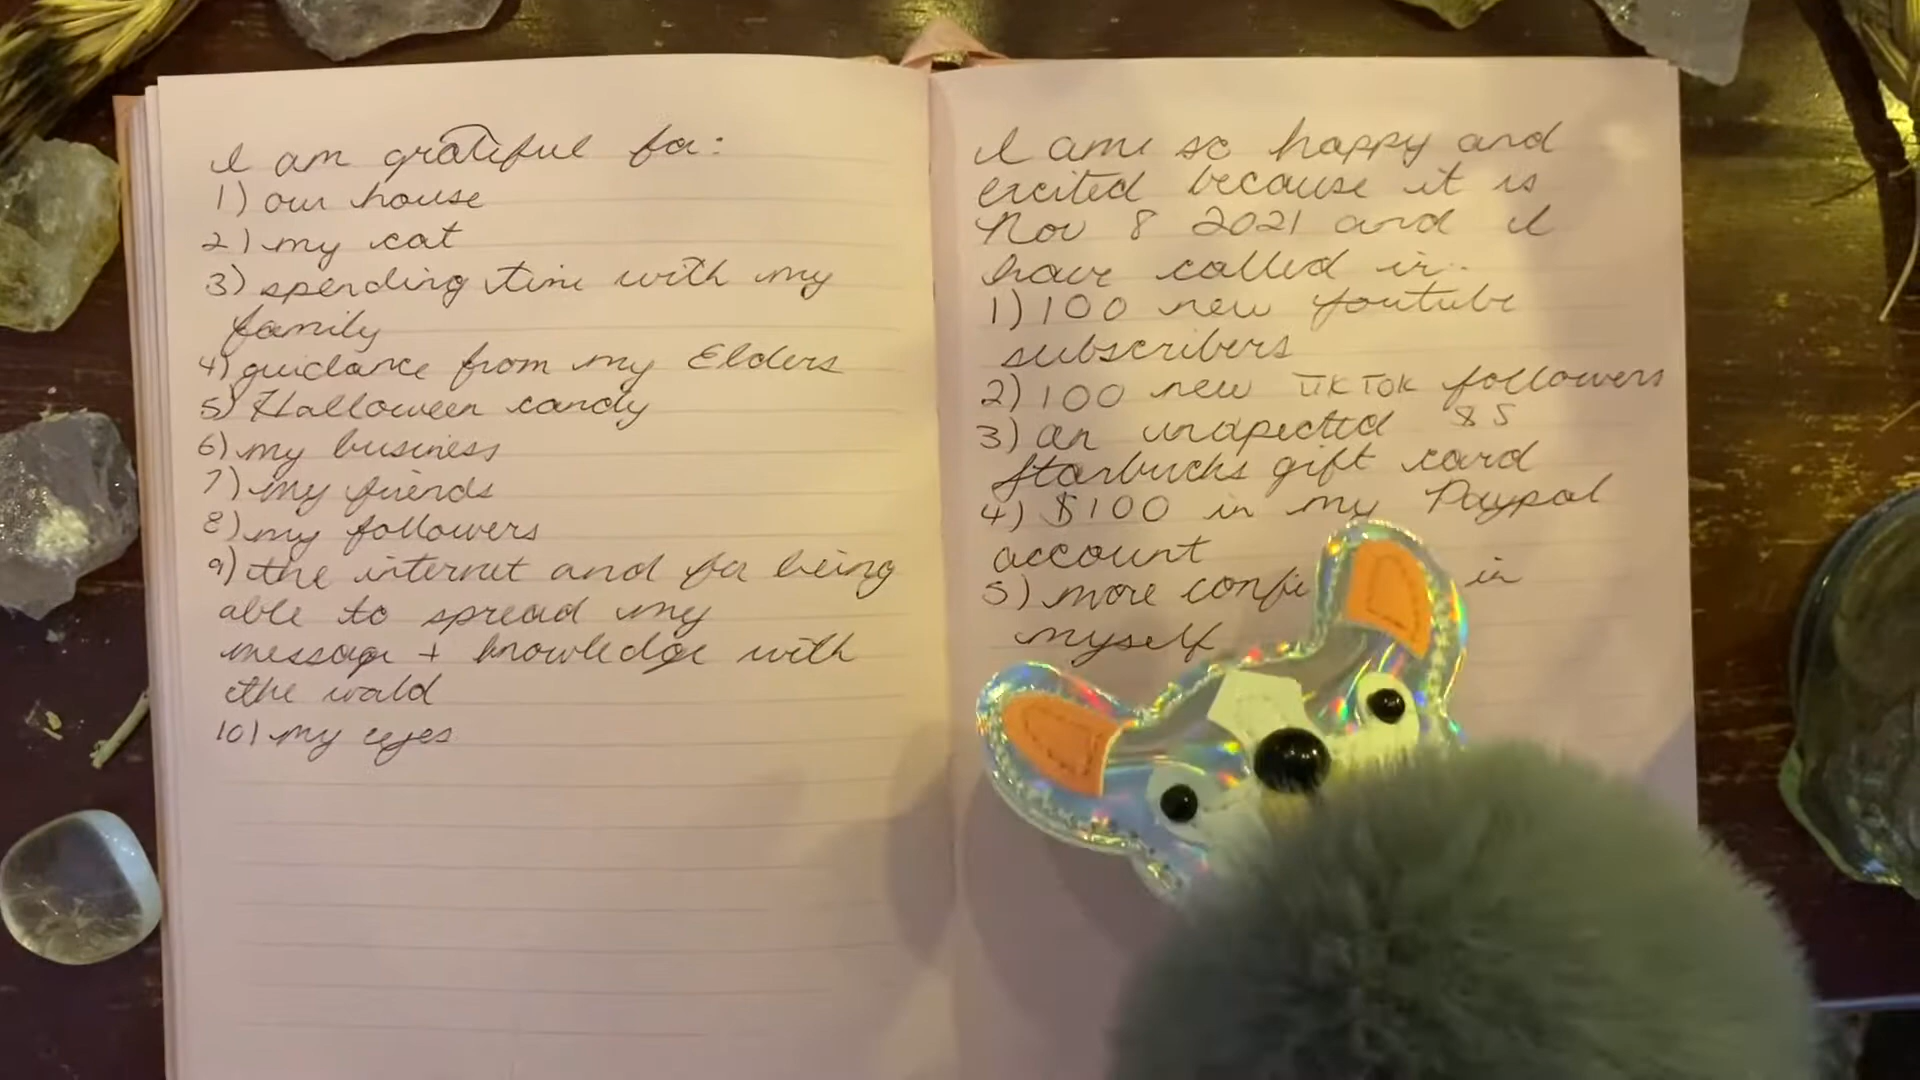 I am grateful for:
1) our house
2) my cat
3) spending time with my
family
4) guidance from my Elders
5) Halloween candy
6) my business
7) my friends
8) my followers
9) the internet and for being
able to spread my
message + knowledge with
the world
10) my eyes
I am so happy and
excited because it is
Nov 8 2021 and I
have called in..
1) 100 new youtube
subscribers
2) 100 new TIKTOK followers
3) an unexpected $5
Starbucks gift card
4) $100 in my Paypal
account
5) more in
myself